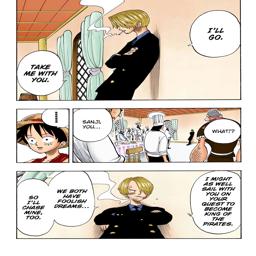 I'LL
GO.
TAKE
ME WITH
YOU.
WHAT!?
SANJI,
YOU...
!!!!!
I MIGHT
AS WELL
SAIL WITH
YOU ON
YOUR
QUEST TO
BECOME
KING OF
THE
PIRATES.
WE BOTH
HAVE
FOOLISH
DREAMS...
SO
I'LL
CHASE
MINE,
TOO.